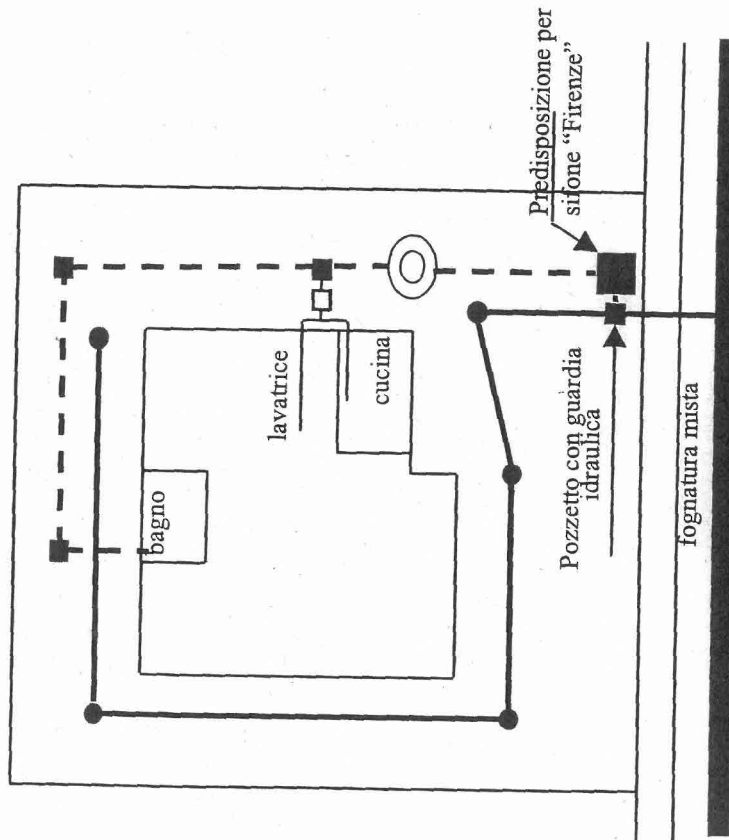 bagno
lavatrice
cucina
Pozzetto con guardia
idraulica
Predisposizione per
sifone “Firenze”
fognatura mista